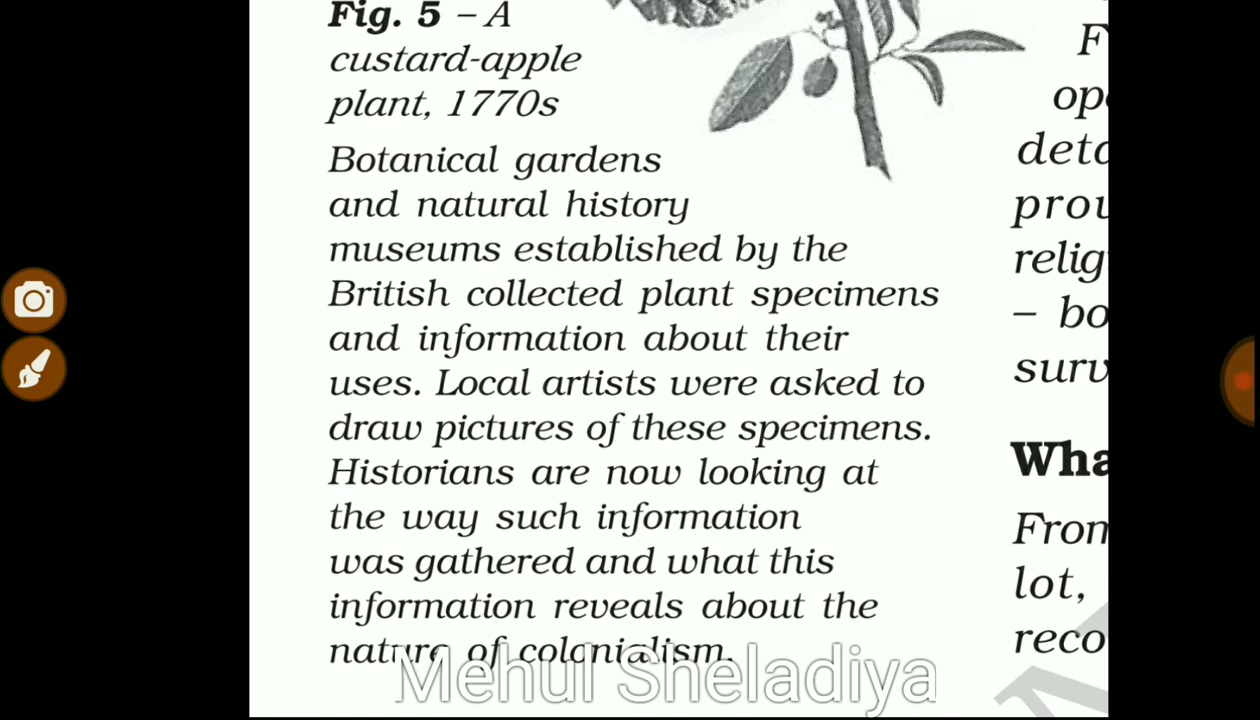 Fig. 5 – A
custard-apple
plant, 1770s
Botanical gardens
and natural history
museums established by the
British collected plant specimens
and information about their
uses. Local artists were asked to
draw pictures of these specimens.
Historians are now looking at
the way such information
was gathered and what this
information reveals about the
nature of colonialism.
Mehul Sheladiya
From
lot,